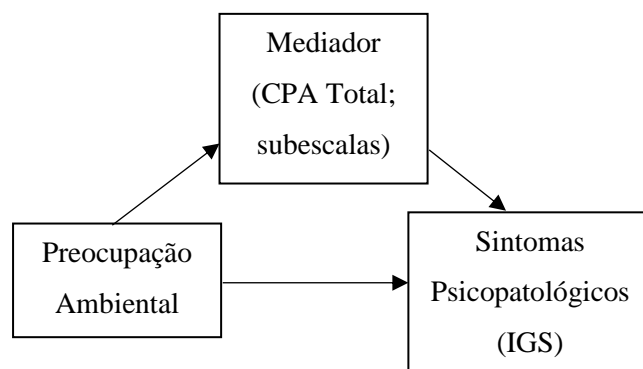 Mediador
(CPA Total;
subescalas)
Preocupação
Ambiental
Sintomas
Psicopatológicos
(IGS)